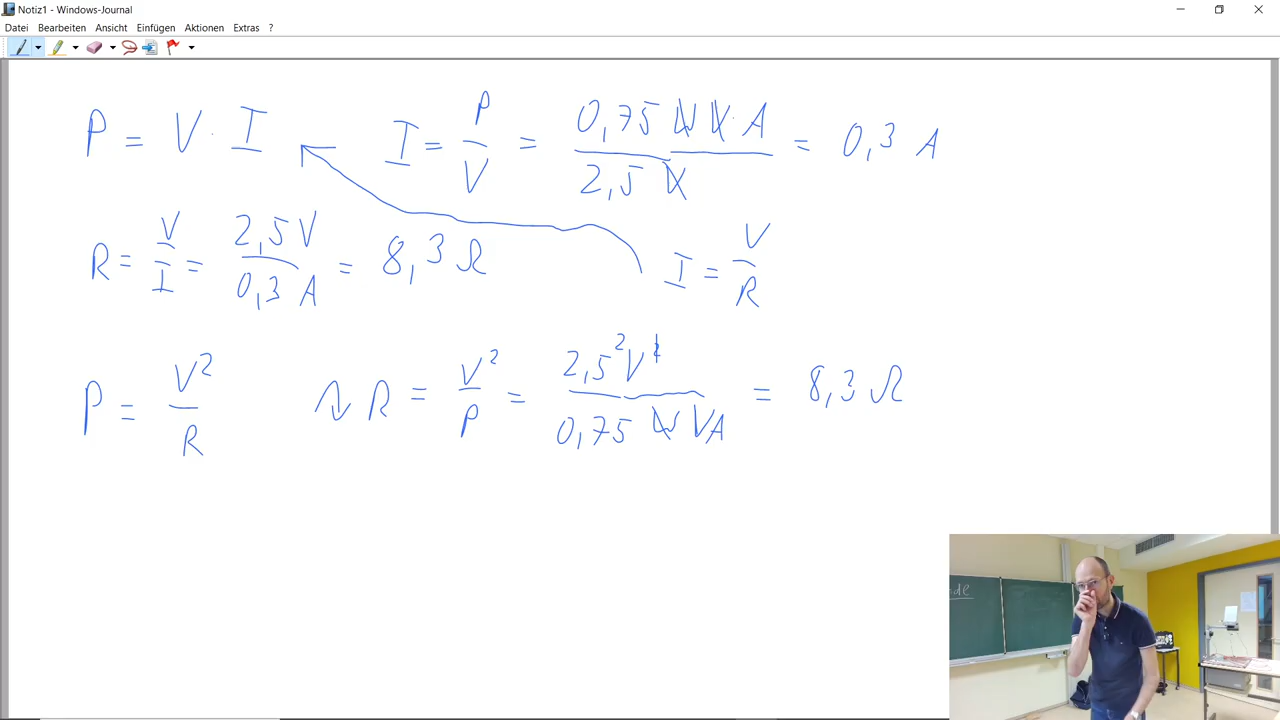 Notiz1 - Windows-Journal
Datei Bearbeiten Ansicht Einfügen Aktionen Extras ?
P = V · I I = P/V = 0,75 W V·A / 2,5 V = 0,3 A
R = V/I = 2,5 V / 0,3 A = 8,3 Ω I = V/R
P = V²/R R = V²/P = 2,5² V² / 0,75 W VA = 8,3 Ω